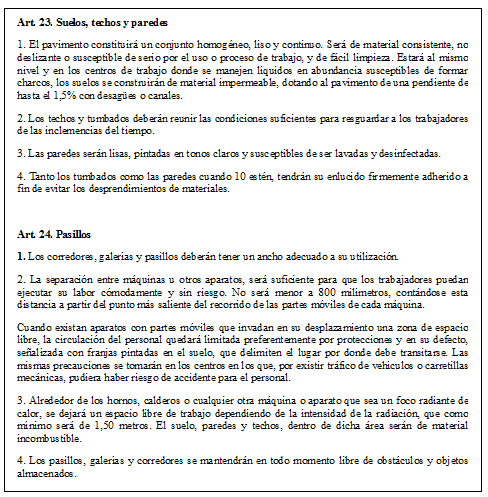 Art. 23. Suelos, techos y paredes
1. El pavimento constituirá un conjunto homogéneo, liso y continuo. Será de material consistente, no
deslizante o susceptible de serio por el uso o proceso de trabajo, y de fácil limpieza. Estará al mismo
nivel y en los centros de trabajo donde se manejen líquidos en abundancia susceptibles de formar
charcos, los suelos se construirán de material impermeable, dotando al pavimento de una pendiente de
hasta el 1,5% con desagües o canales.
2. Los techos y tumbados deberán reunir las condiciones suficientes para resguardar a los trabajadores
de las inclemencias del tiempo.
3. Las paredes serán lisas, pintadas en tonos claros y susceptibles de ser lavadas y desinfectadas.
4. Tanto los tumbados como las paredes cuando 10 estén, tendrán su enlucido firmemente adherido a
fin de evitar los desprendimientos de materiales.
Art. 24. Pasillos
1. Los corredores, galerías y pasillos deberán tener un ancho adecuado a su utilización.
2. La separación entre máquinas u otros aparatos, será suficiente para que los trabajadores puedan
ejecutar su labor cómodamente y sin riesgo. No será menor a 800 milímetros, contándose esta
distancia a partir del punto más saliente del recorrido de las partes móviles de cada máquina.
Cuando existan aparatos con partes móviles que invadan en su desplazamiento una zona de espacio
libre, la circulación del personal quedará limitada preferentemente por protecciones y en su defecto,
señalizada con franjas pintadas en el suelo, que delimiten el lugar por donde debe transitarse. Las
mismas precauciones se tomarán en los centros en los que, por existir tráfico de vehículos o carretillas
mecánicas, pudiera haber riesgo de accidente para el personal.
3. Alrededor de los hornos, calderos o cualquier otra máquina o aparato que sea un foco radiante de
calor, se dejará un espacio libre de trabajo dependiendo de la intensidad de la radiación, que como
mínimo será de 1,50 metros. El suelo, paredes y techos, dentro de dicha área serán de material
incombustible.
4. Los pasillos, galerías y corredores se mantendrán en todo momento libre de obstáculos y objetos
almacenados.